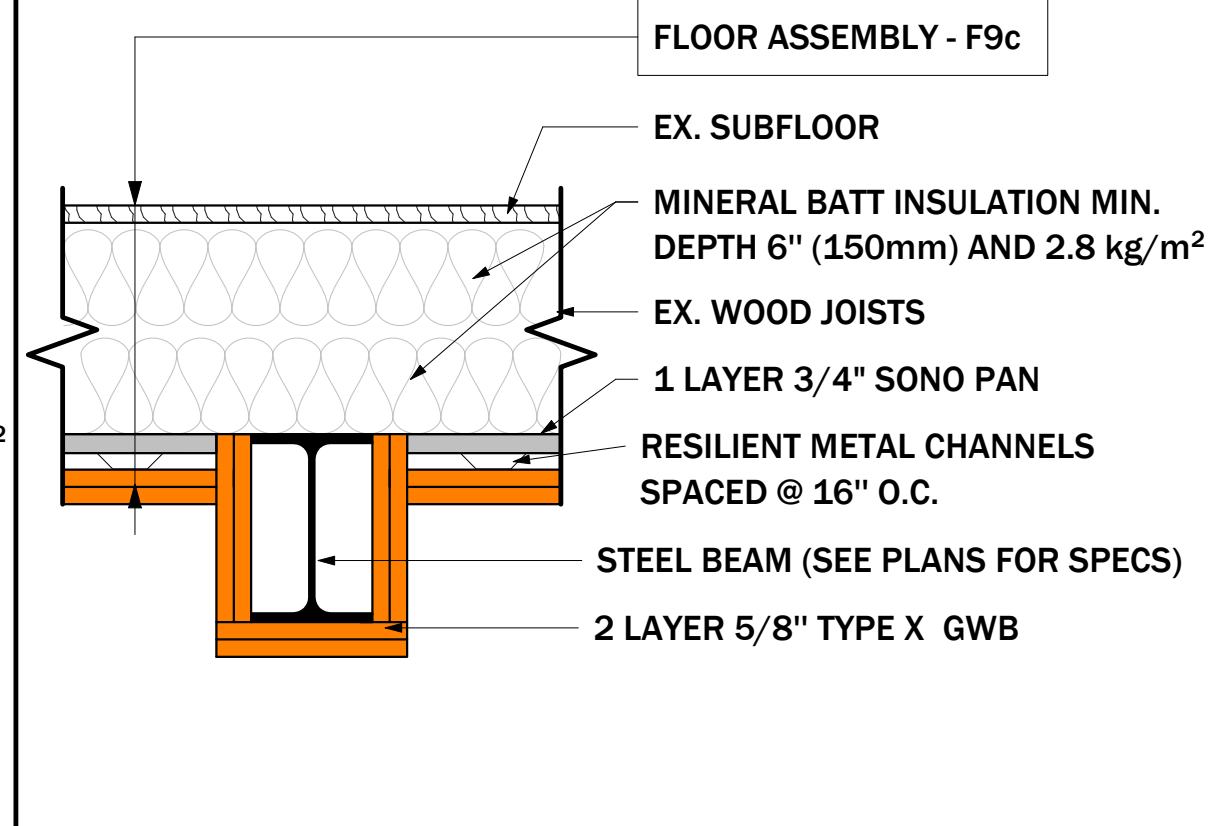 FLOOR ASSEMBLY - F9c
EX. SUBFLOOR
MINERAL BATT INSULATION MIN.
DEPTH 6" (150mm) AND 2.8 kg/m²
EX. WOOD JOISTS
1 LAYER 3/4" SONO PAN
2
RESILIENT METAL CHANNELS
SPACED @ 16" O.C.
STEEL BEAM (SEE PLANS FOR SPECS)
2 LAYER 5/8" TYPE X GWB